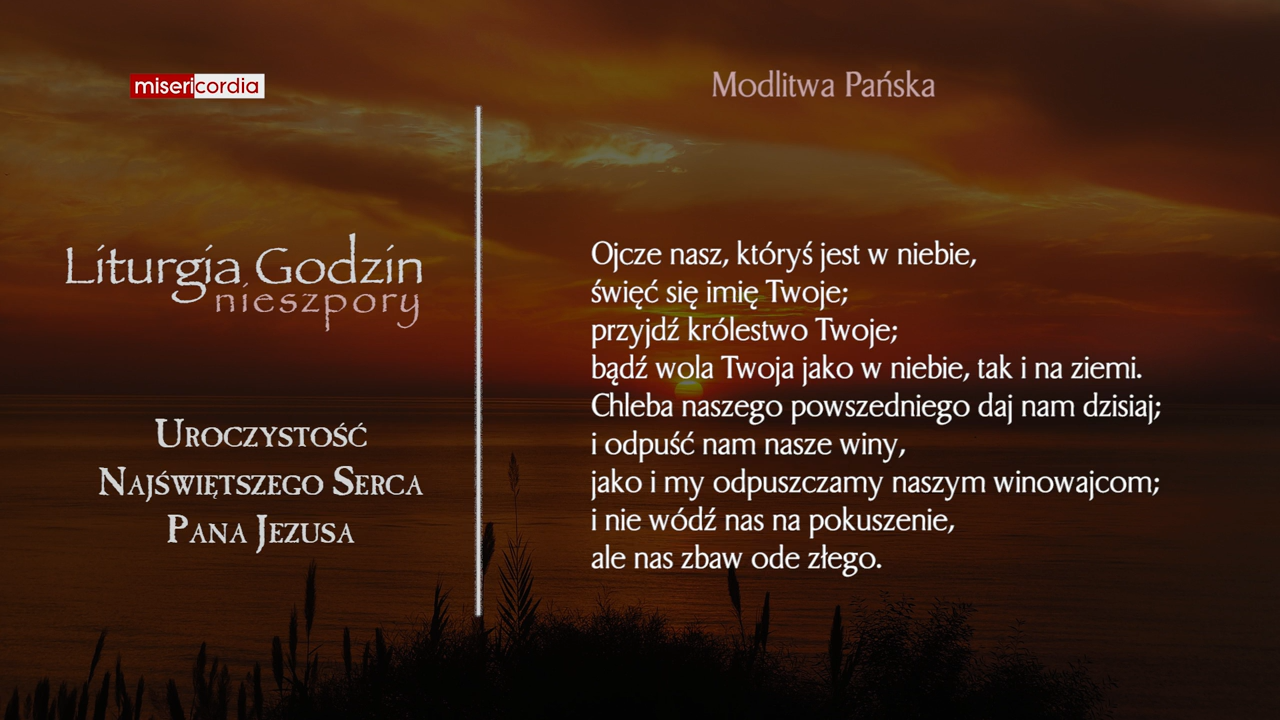 misericordia
Liturgia Godzin
nieszpory
Uroczystość
Najświętszego Serca
Pana Jezusa
Modlitwa Pańska
Ojcze nasz, któryś jest w niebie,
święć się imię Twoje;
przyjdź królestwo Twoje;
bądź wola Twoja jako w niebie, tak i na ziemi.
Chleba naszego powszedniego daj nam dzisiaj;
i odpuść nam nasze winy,
jako i my odpuszczamy naszym winowajcom;
i nie wódź nas na pokuszenie,
ale nas zbaw ode złego.